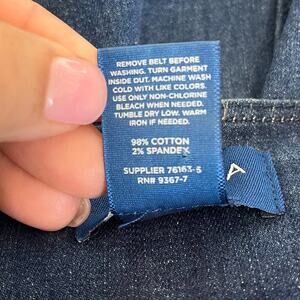 REMOVE BELT BEFORE
WASHING. TURN GARMENT
INSIDE OUT. MACHINE WASH
COLD WITH LIKE COLORS.
USE ONLY NON-CHLORINE
BLEACH WHEN NEEDED.
TUMBLE DRY LOW. WARM
IRON IF NEEDED.
98% COTTON
2% SPANDEX
SUPPLIER 76163-5
RN# 9367-7
A